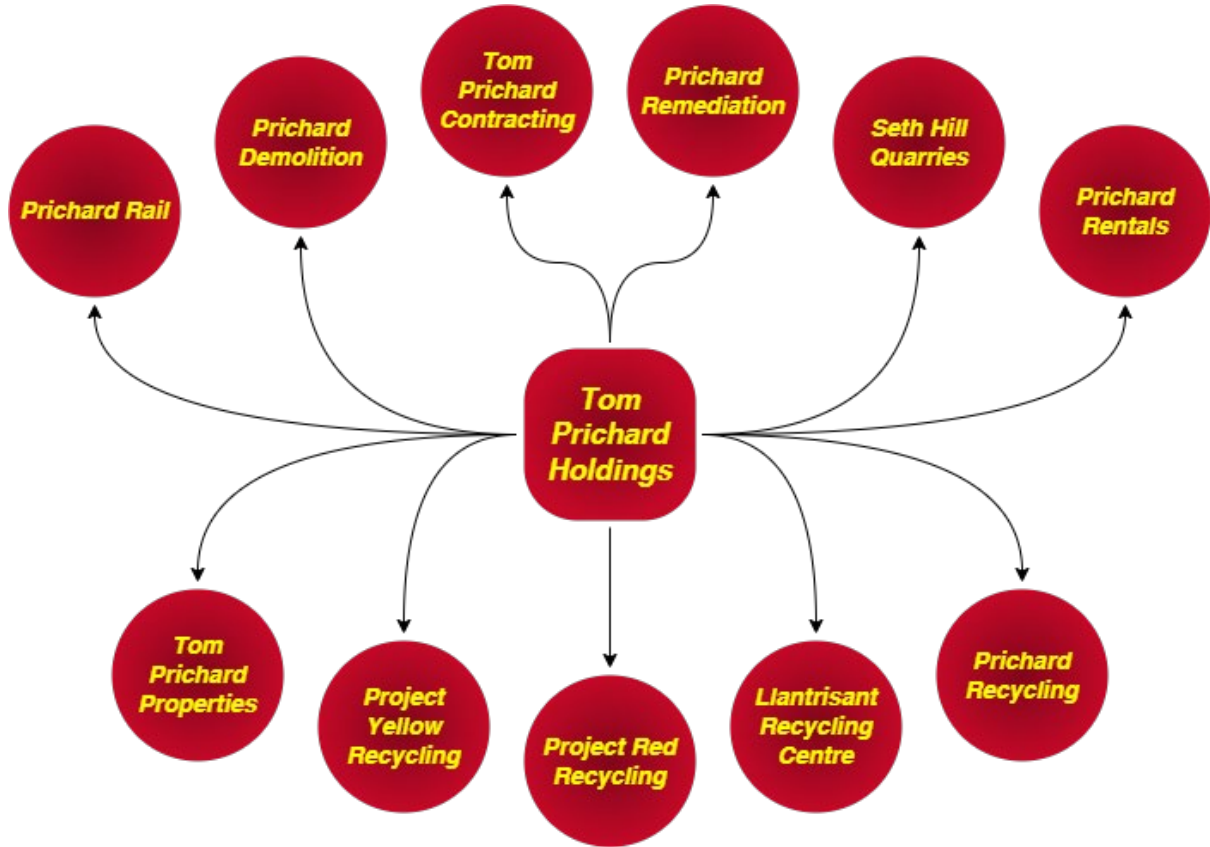 Tom
Prichard
Contracting
Prichard
Remediation
Prichard
Demolition
Seth Hill
Quarries
Prichard Rail
Prichard
Rentals
Tom
Prichard
Holdings
Tom
Prichard
Properties
Project
Yellow
Recycling
Project Red
Recycling
Llantrisant
Recycling
Centre
Prichard
Recycling